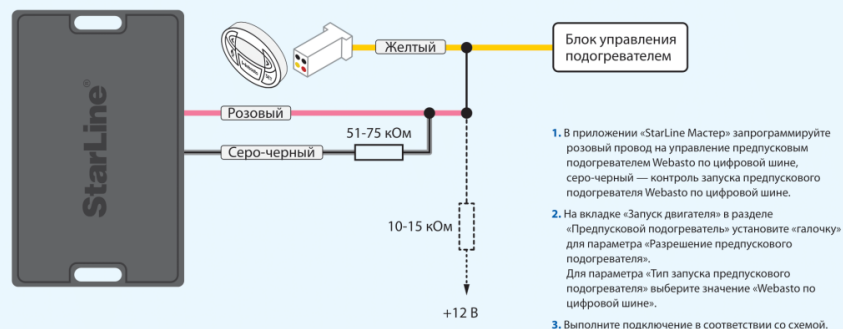 StarLine®
Желтый
Блок управления
подогревателем
Розовый
51-75 кОм
Серо-черный
10-15 кОм
+12 В
1. В приложении «StarLine Мастер» запрограммируйте
розовый провод на управление предпусковым
подогревателем Webasto по цифровой шине,
серо-черный — контроль запуска предпускового
подогревателя Webasto по цифровой шине.
2. На вкладке «Запуск двигателя» в разделе
«Предпусковой подогреватель» установите «галочку»
для параметра «Разрешение предпускового
подогревателя».
Для параметра «Тип запуска предпускового
подогревателя» выберите значение «Webasto по
цифровой шине».
3. Выполните подключение в соответствии со схемой.